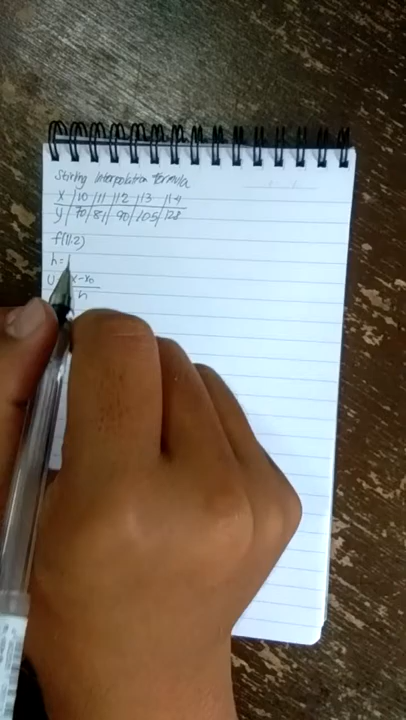 Stirling Interpolation formula
x | 10 | 11 | 12 | 13 | 14
y | 70 | 81 | 90 | 105 | 128
f(11.2)
h =
U = x-x₀
h